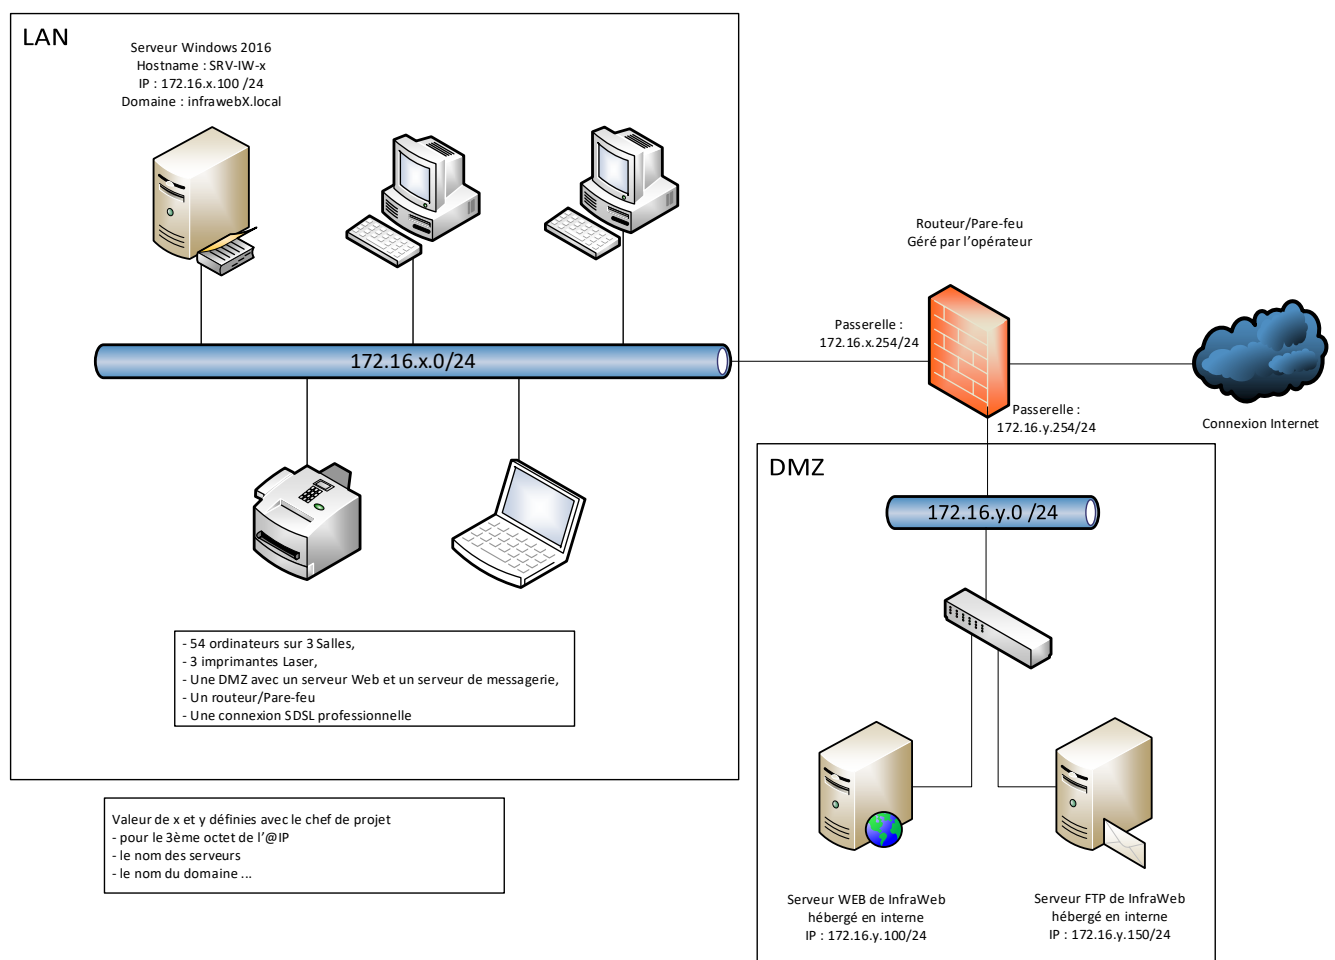 LAN
Serveur Windows 2016
Hostname : SRV-IW-x
IP : 172.16.x.100 /24
Domaine : infrawebX.local
172.16.x.0/24
Routeur/Pare-feu
Géré par l'opérateur
Passerelle :
172.16.x.254/24
Connexion Internet
Passerelle :
172.16.y.254/24
DMZ
172.16.y.0 /24
- 54 ordinateurs sur 3 Salles,
- 3 imprimantes Laser,
- Une DMZ avec un serveur Web et un serveur de messagerie,
- Un routeur/Pare-feu
- Une connexion SDSL professionnelle
Valeur de x et y définies avec le chef de projet
- pour le 3ème octet de l'@IP
- le nom des serveurs
- le nom du domaine ...
Serveur WEB de InfraWeb
hébergé en interne
IP : 172.16.y.100/24
Serveur FTP de InfraWeb
hébergé en interne
IP : 172.16.y.150/24